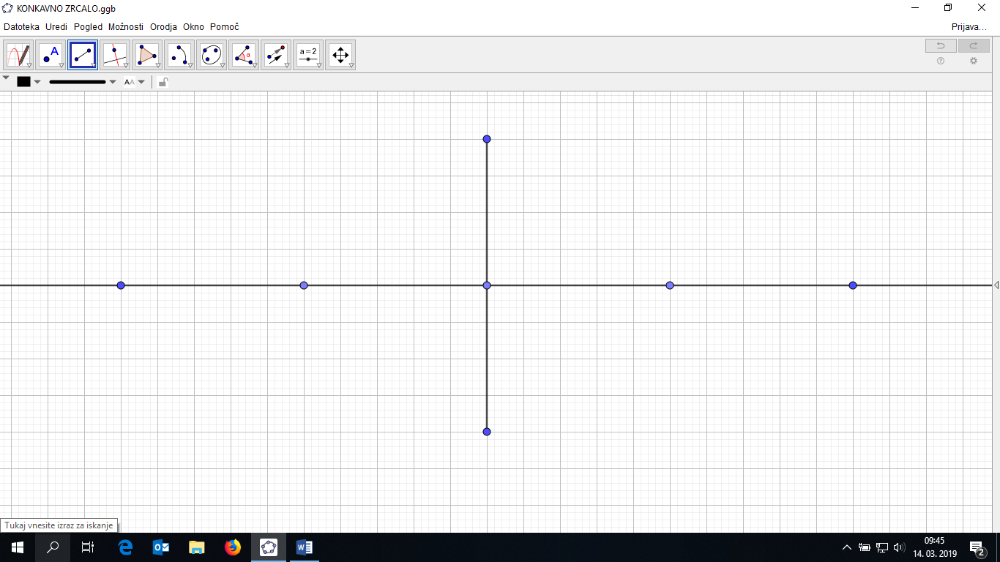 KONKAVNO ZRCALO.ggb
Datoteka Uredi Pogled Možnosti Orodja Okno Pomoč Prijava...
A α a = 2
AA
Tukaj vnesite izraz za iskanje
09:45
14. 03. 2019
2